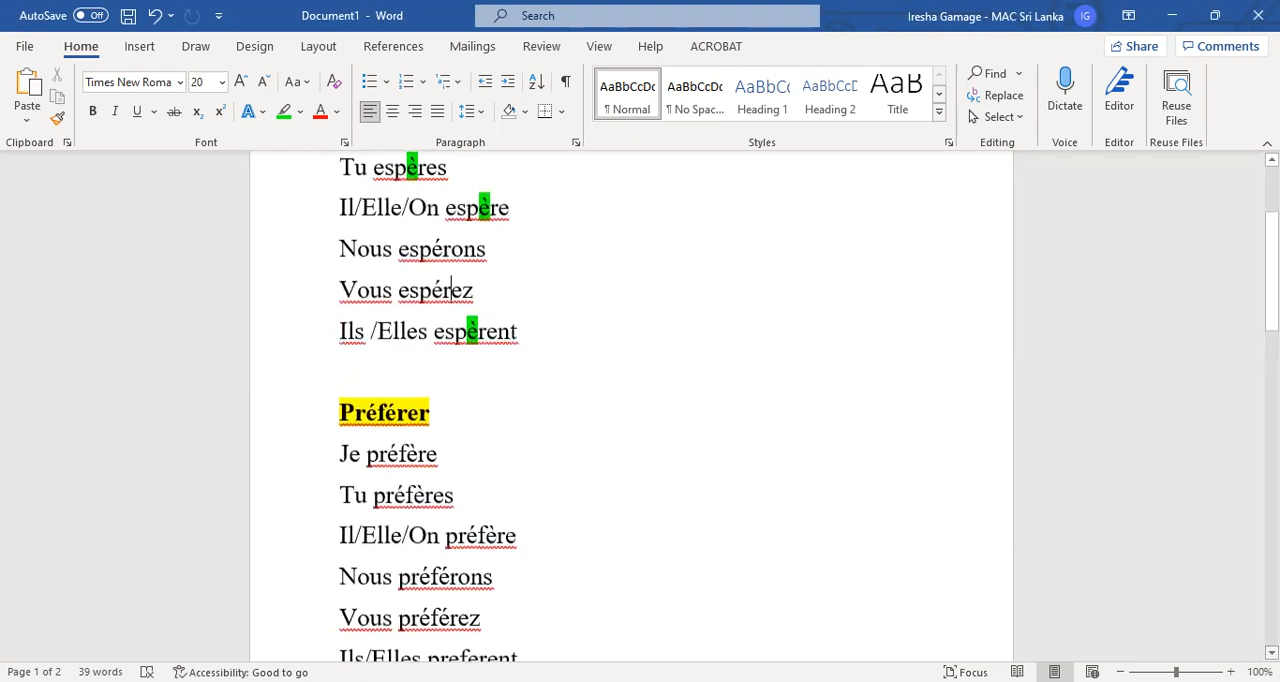 AutoSave Off Document1 - Word Search Iresha Gamage - MAC Sri Lanka IG
File Home Insert Draw Design Layout References Mailings Review View Help ACROBAT Share Comments
Times New Roma 20 Aa AaBbCcDc AaBbCcDc AaBbCc AaBbCcD AaB Find
Paste B I U ab x₂ x² A A ¶ Normal ¶ No Spac... Heading 1 Heading 2 Title Replace Dictate Editor Reuse Files
Select
Clipboard Font Paragraph Styles Editing Voice Editor Reuse Files
Tu espères
Il/Elle/On espère
Nous espérons
Vous espérez
Ils /Elles espèrent
Préférer
Je préfère
Tu préfères
Il/Elle/On préfère
Nous préférons
Vous préférez
Ils/Elles preferent
Page 1 of 2 39 words Accessibility: Good to go Focus 100%